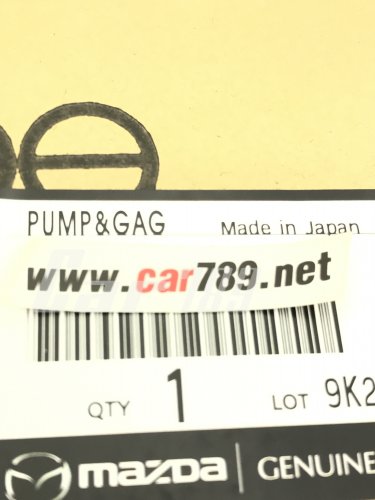 PUMP&GAG Made in Japan
www.car789.net
QTY 1 LOT 9K2
mazda GENUINE